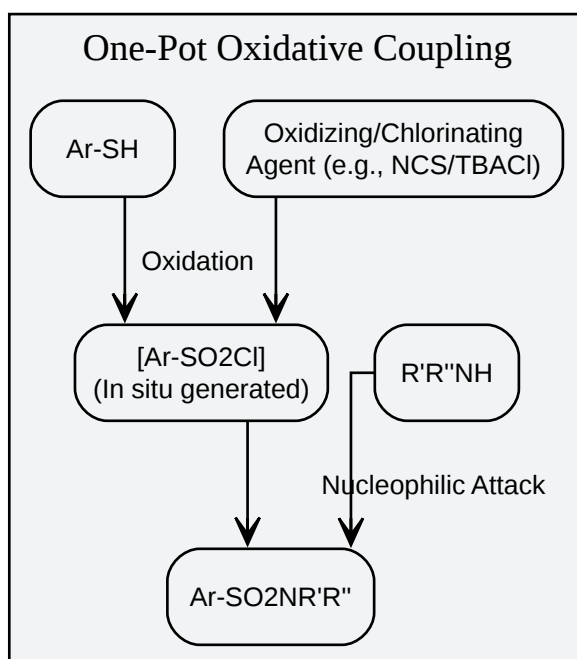 One-Pot Oxidative Coupling
Ar-SH
Oxidizing/Chlorinating
Agent (e.g., NCS/TBACl)
Oxidation
[Ar-SO2Cl]
(In situ generated)
R'R''NH
Nucleophilic Attack
Ar-SO2NR'R''